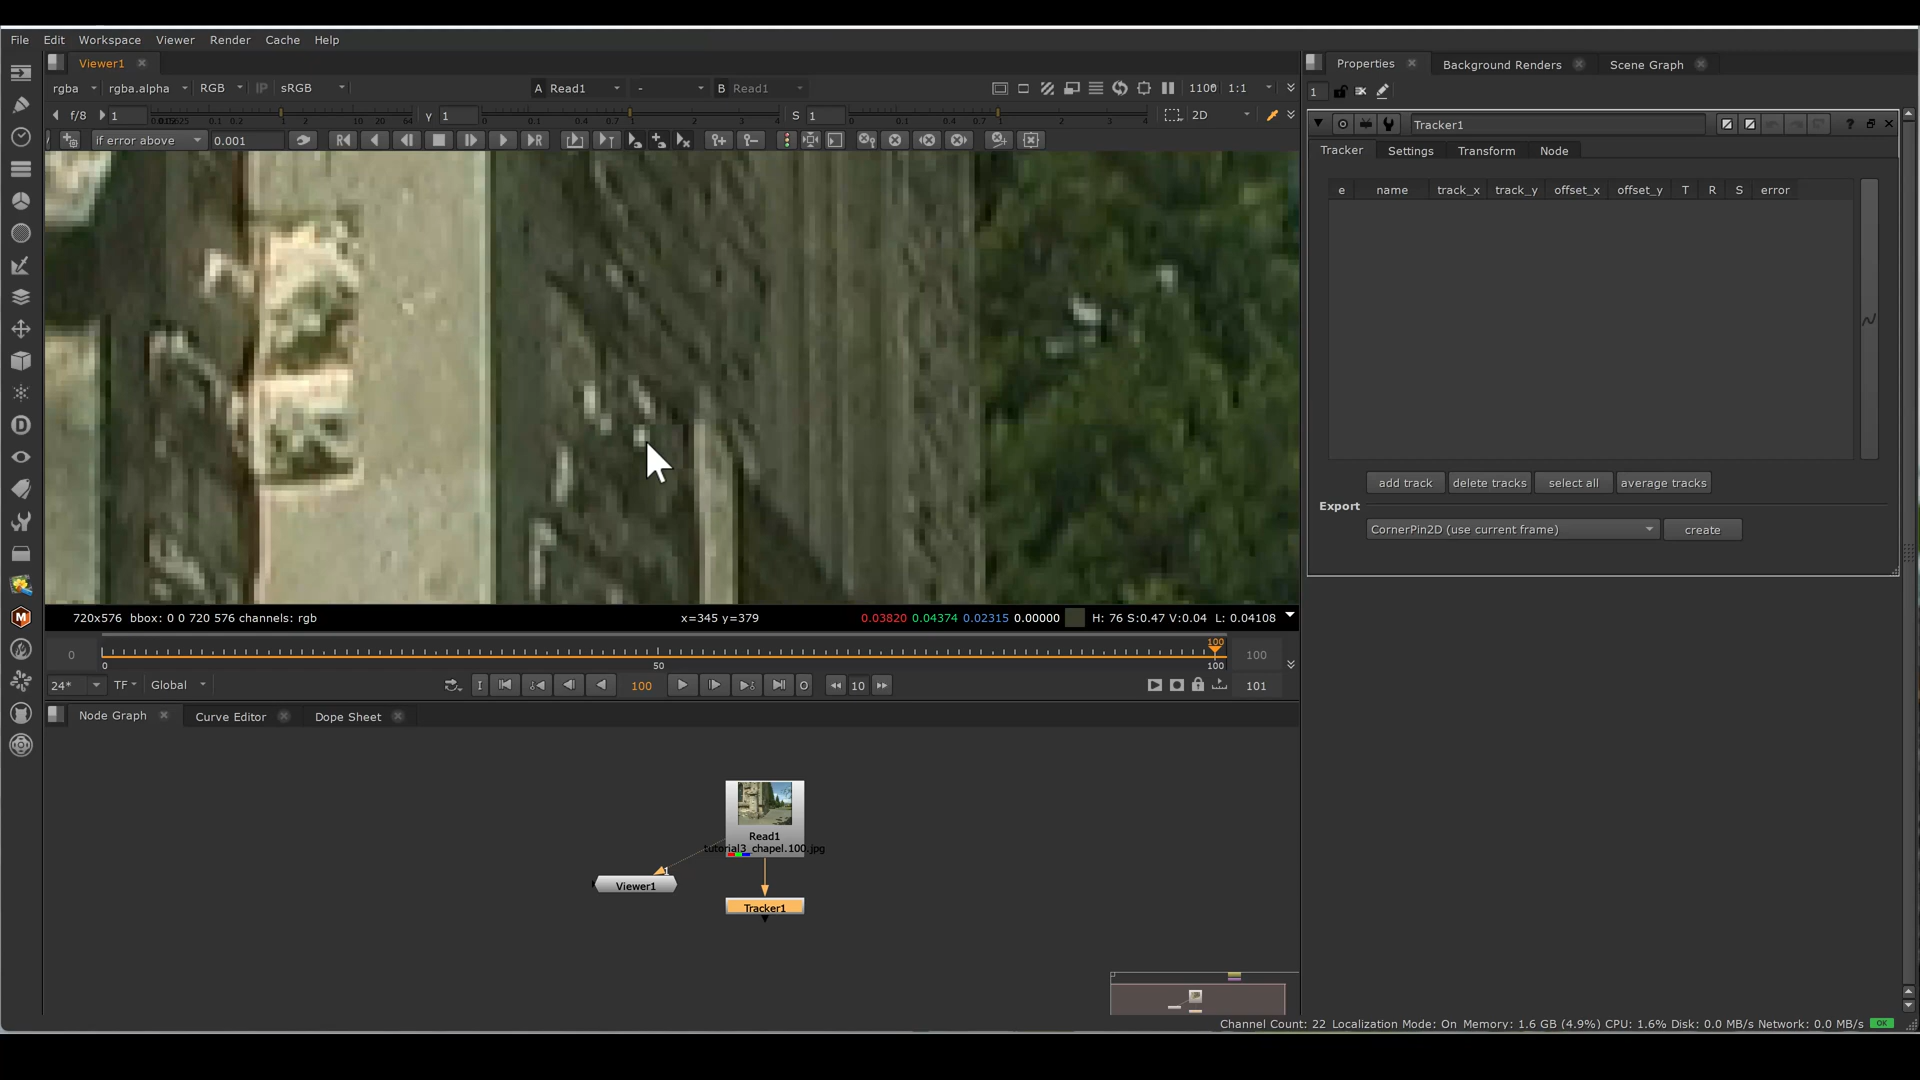 File Edit Workspace Viewer Render Cache Help
Viewer1
Properties Background Renders Scene Graph
rgba rgba.alpha RGB IP sRGB A Read1 - B Read1 1100 1:1
1
f/8 1 γ 1 S 1 2D
if error above 0.001
Tracker1
Tracker Settings Transform Node
e name track_x track_y offset_x offset_y T R S error
add track delete tracks select all average tracks
Export
CornerPin2D (use current frame) create
720x576 bbox: 0 0 720 576 channels: rgb x=345 y=379 0.03820 0.04374 0.02315 0.00000 H: 76 S:0.47 V:0.04 L: 0.04108
100
0 100
0 50 100
24* TF Global I 100 O 10 101
Node Graph Curve Editor Dope Sheet
Read1
tutorial3_chapel.100.jpg
1
Viewer1
Tracker1
Channel Count: 22 Localization Mode: On Memory: 1.6 GB (4.9%) CPU: 1.6% Disk: 0.0 MB/s Network: 0.0 MB/s OK